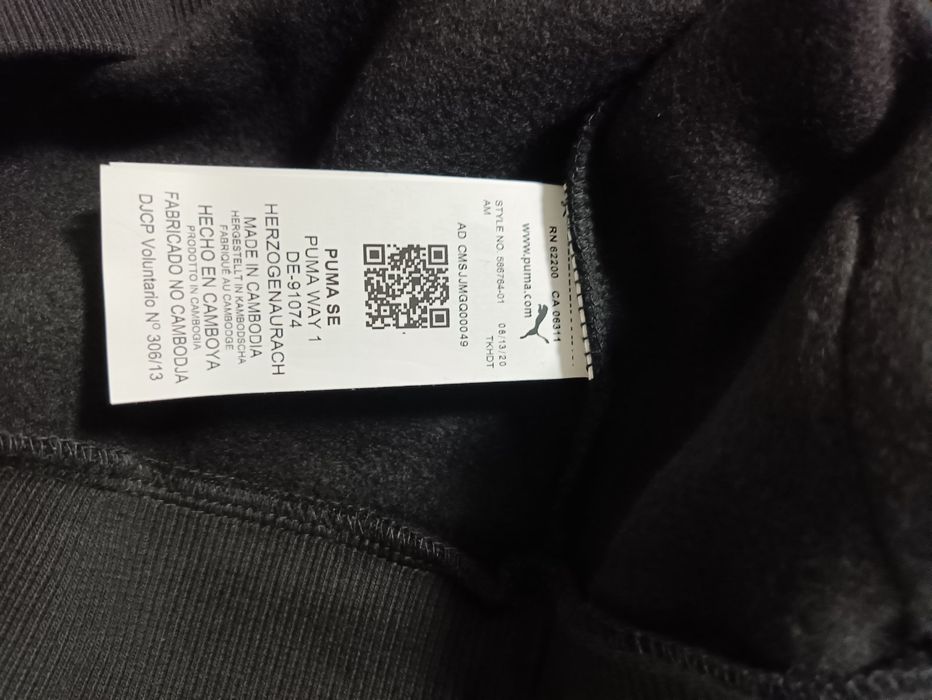 RN 62200 CA 06311
www.puma.com
STYLE NO. 586764-01 08/13/20
AM TKHDT
AD CMSJJMGQ00049
PUMA SE
PUMA WAY 1
DE-91074
HERZOGENAURACH
MADE IN CAMBODIA
HERGESTELLT IN KAMBODSCHA
FABRIQUÉ AU CAMBODGE
HECHO EN CAMBOYA
PRODOTTO IN CAMBOGIA
FABRICADO NO CAMBODJA
DJCP Voluntario Nº 306/13